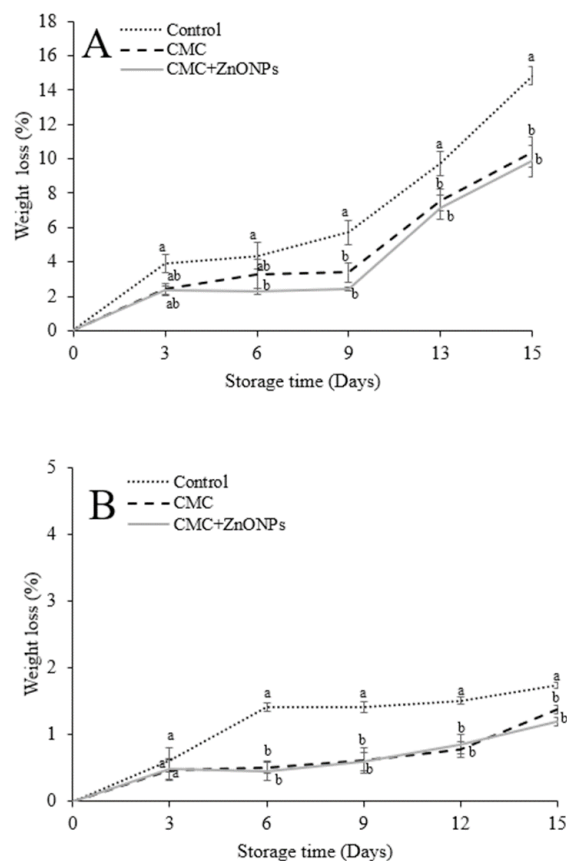 A
Control
CMC
CMC+ZnONPs
Weight loss (%)
18
16
14
12
10
8
6
4
2
0
a
ab
ab
a
ab
b
a
b
b
a
b
b
a
b
b
0 3 6 9 13 15
Storage time (Days)
B
Control
CMC
CMC+ZnONPs
Weight loss (%)
5
4
3
2
1
0
a
a
a
a
b
b
a
b
b
a
b
b
a
b
b
0 3 6 9 12 15
Storage time (Days)